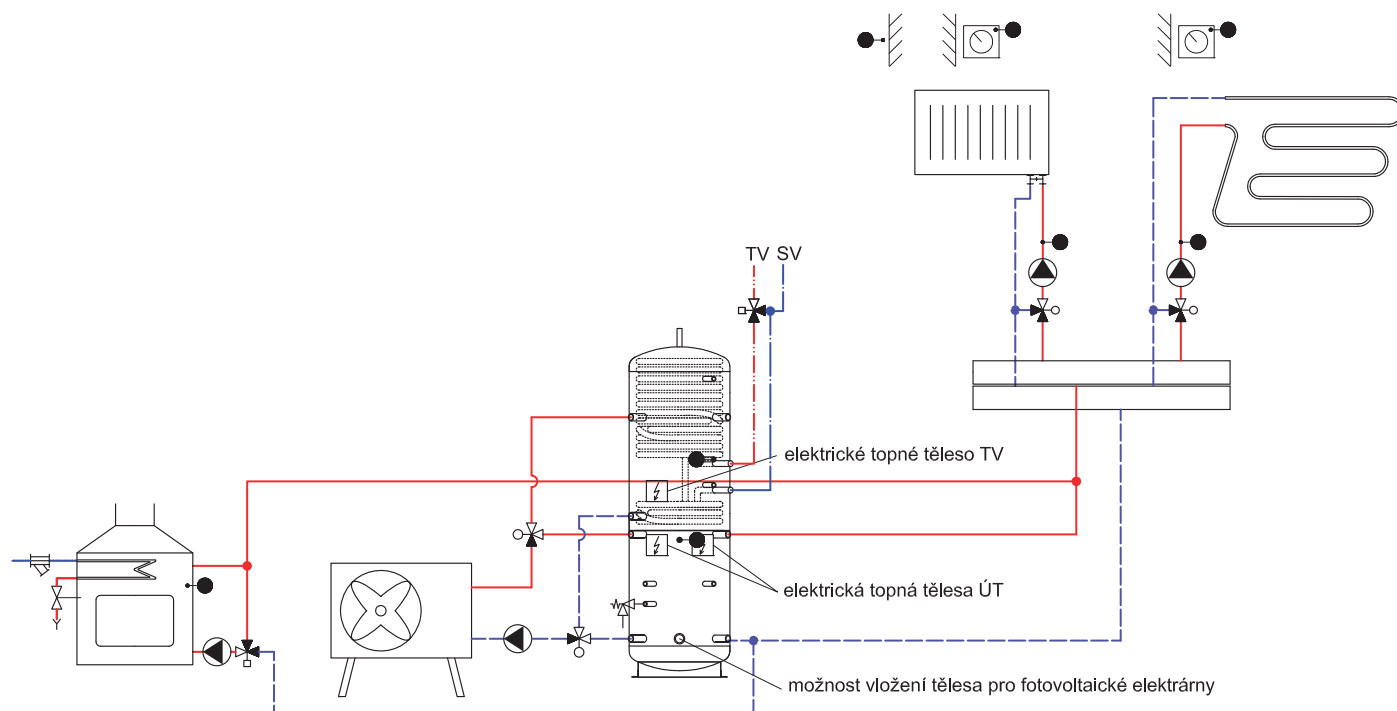 TV SV
elektrické topné těleso TV
elektrická topná tělesa ÚT
možnost vložení tělesa pro fotovoltaické elektrárny